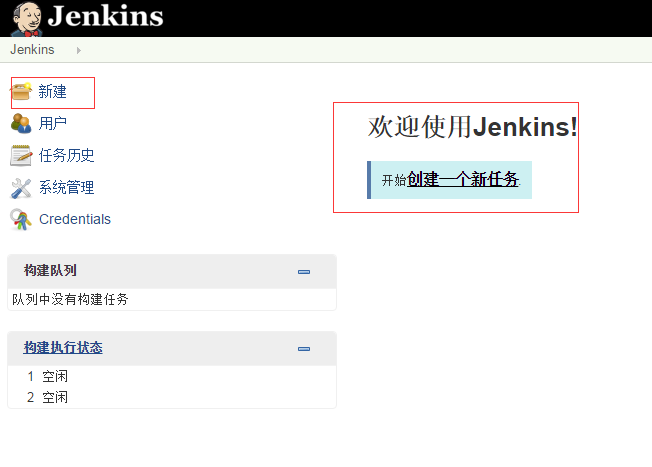 Jenkins
Jenkins
新建
用户
任务历史
系统管理
Credentials
欢迎使用Jenkins!
开始创建一个新任务.
构建队列
队列中没有构建任务
构建执行状态
1 空闲
2 空闲